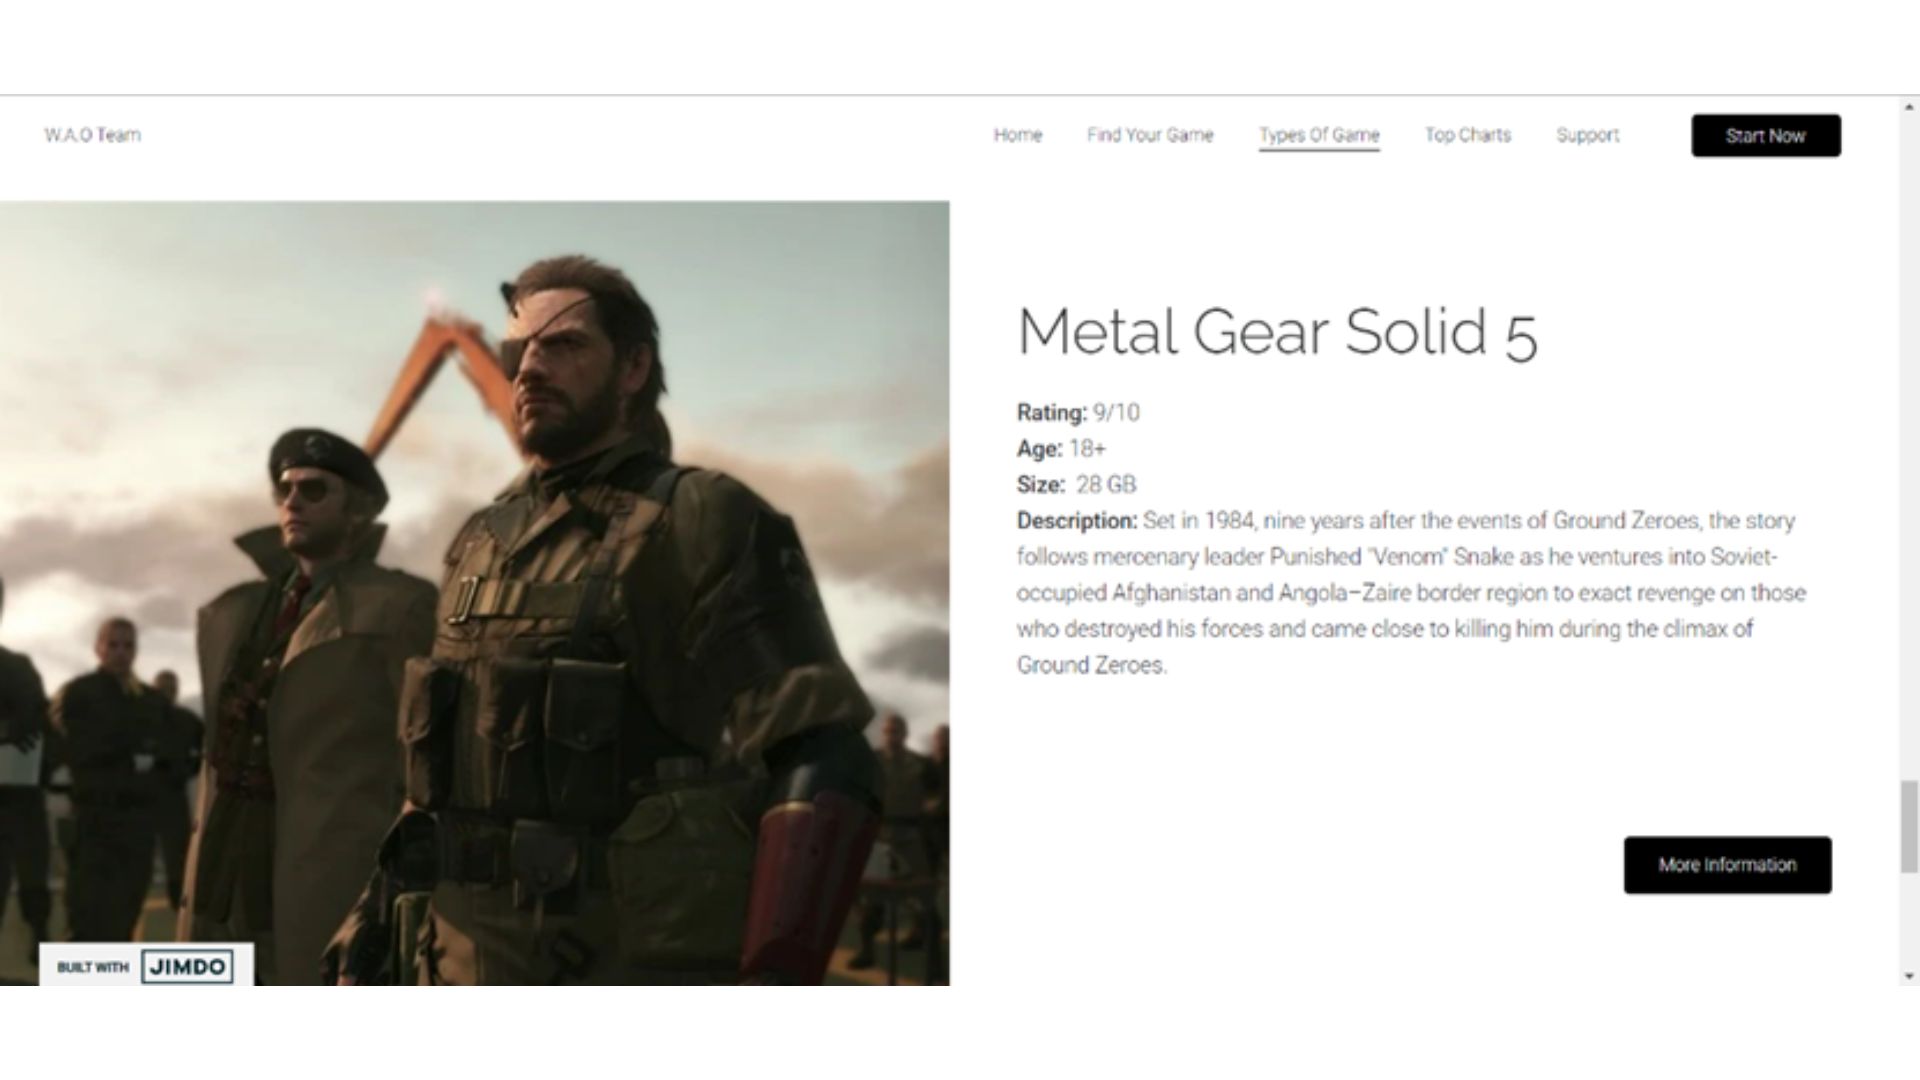 W.A.O Team
Home
Find Your Game
Types Of Game
Top Charts
Support
Start Now
Metal Gear Solid 5
Rating: 9/10
Age: 18+
Size: 28 GB
Description: Set in 1984, nine years after the events of Ground Zeroes, the story
follows mercenary leader Punished "Venom" Snake as he ventures into Soviet-
occupied Afghanistan and Angola–Zaire border region to exact revenge on those
who destroyed his forces and came close to killing him during the climax of
Ground Zeroes.
More Information
BUILT WITH JIMDO